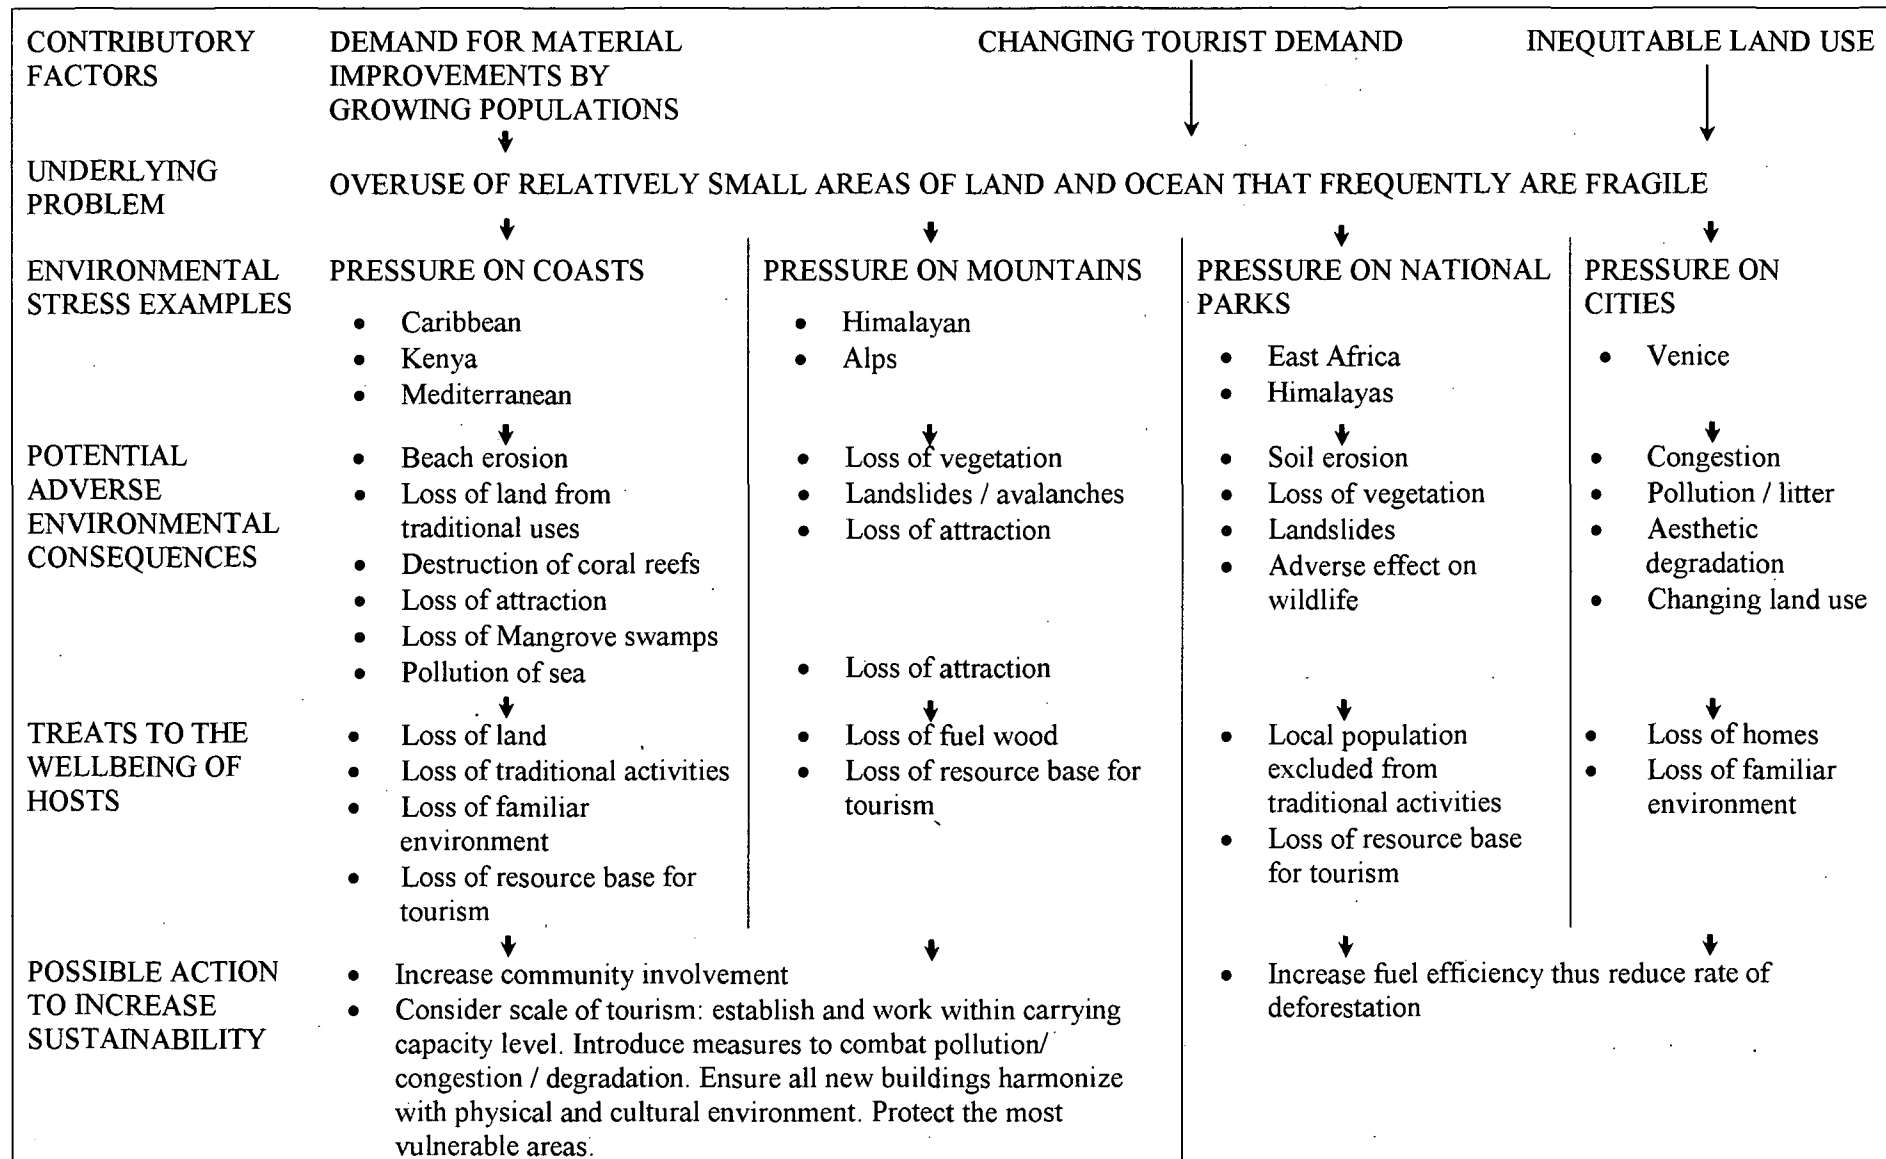 CONTRIBUTORY
FACTORS
DEMAND FOR MATERIAL
IMPROVEMENTS BY
GROWING POPULATIONS
CHANGING TOURIST DEMAND
INEQUITABLE LAND USE
UNDERLYING
PROBLEM
OVERUSE OF RELATIVELY SMALL AREAS OF LAND AND OCEAN THAT FREQUENTLY ARE FRAGILE
ENVIRONMENTAL
STRESS EXAMPLES
PRESSURE ON COASTS
• Caribbean
• Kenya
• Mediterranean
PRESSURE ON MOUNTAINS
• Himalayan
• Alps
PRESSURE ON NATIONAL
PARKS
• East Africa
• Himalayas
PRESSURE ON
CITIES
• Venice
POTENTIAL
ADVERSE
ENVIRONMENTAL
CONSEQUENCES
• Beach erosion
• Loss of land from
traditional uses
• Destruction of coral reefs
• Loss of attraction
• Loss of Mangrove swamps
• Pollution of sea
• Loss of vegetation
• Landslides / avalanches
• Loss of attraction
• Loss of attraction
• Soil erosion
• Loss of vegetation
• Landslides
• Adverse effect on
wildlife
• Congestion
• Pollution / litter
• Aesthetic
degradation
• Changing land use
TREATS TO THE
WELLBEING OF
HOSTS
• Loss of land
• Loss of traditional activities
• Loss of familiar
environment
• Loss of resource base for
tourism
• Loss of fuel wood
• Loss of resource base for
tourism
• Local population
excluded from
traditional activities
• Loss of resource base
for tourism
• Loss of homes
• Loss of familiar
environment
POSSIBLE ACTION
TO INCREASE
SUSTAINABILITY
• Increase community involvement
• Consider scale of tourism: establish and work within carrying
capacity level. Introduce measures to combat pollution/
congestion / degradation. Ensure all new buildings harmonize
with physical and cultural environment. Protect the most
vulnerable areas.
• Increase fuel efficiency thus reduce rate of
deforestation